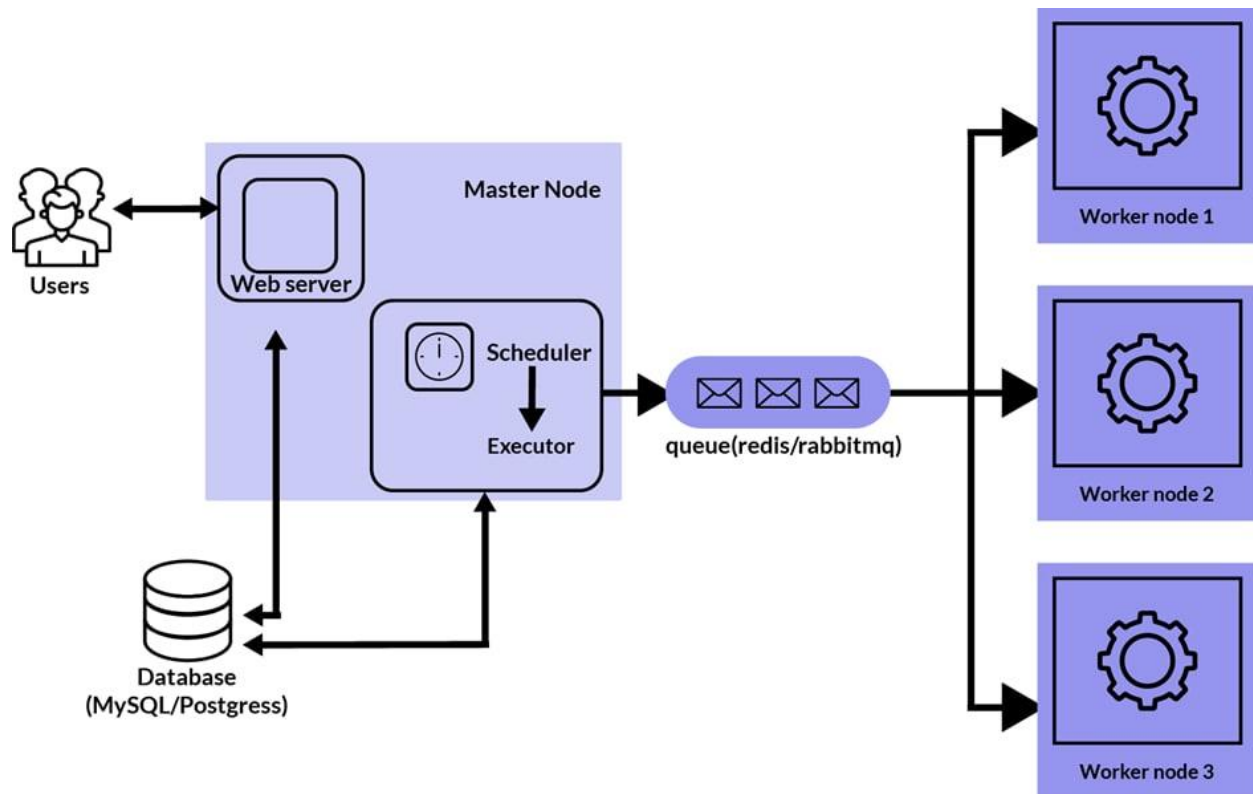 Master Node
Users
Web server
Scheduler
Executor
queue(redis/rabbitmq)
Database
(MySQL/Postgress)
Worker node 1
Worker node 2
Worker node 3